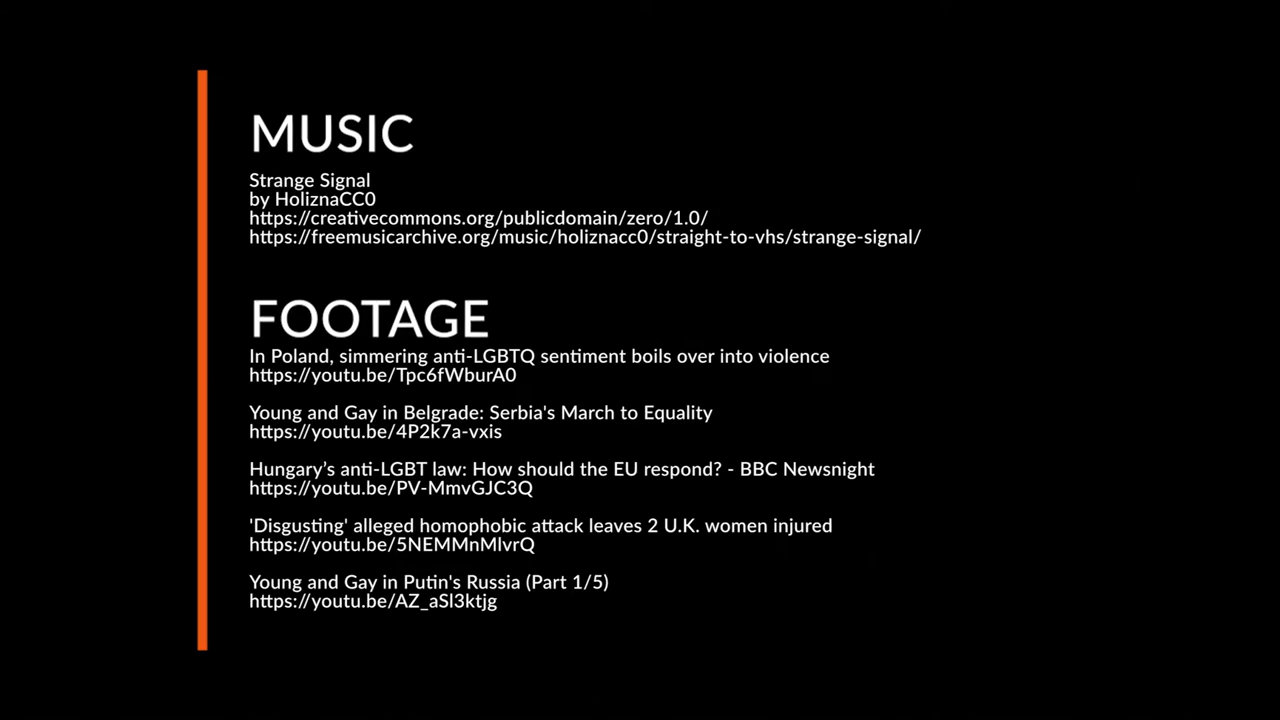 MUSIC
Strange Signal
by HoliznaCC0
https://creativecommons.org/publicdomain/zero/1.0/
https://freemusicarchive.org/music/holiznacc0/straight-to-vhs/strange-signal/
FOOTAGE
In Poland, simmering anti-LGBTQ sentiment boils over into violence
https://youtu.be/Tpc6fWburA0
Young and Gay in Belgrade: Serbia's March to Equality
https://youtu.be/4P2k7a-vxis
Hungary’s anti-LGBT law: How should the EU respond? - BBC Newsnight
https://youtu.be/PV-MmvGJC3Q
'Disgusting' alleged homophobic attack leaves 2 U.K. women injured
https://youtu.be/5NEMMnMlvrQ
Young and Gay in Putin's Russia (Part 1/5)
https://youtu.be/AZ_aSl3ktjg